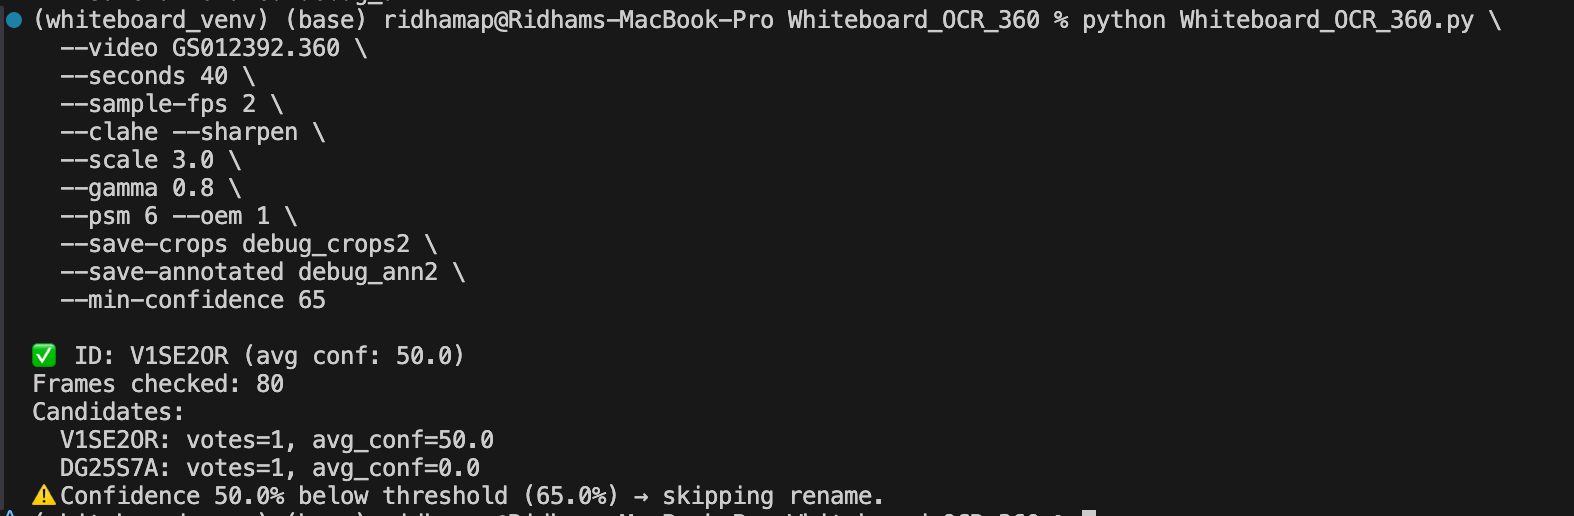 (whiteboard_venv) (base) ridhamap@Ridhams-MacBook-Pro Whiteboard_OCR_360 % python Whiteboard_OCR_360.py \
--video GS012392.360 \
--seconds 40 \
--sample-fps 2 \
--clahe --sharpen \
--scale 3.0 \
--gamma 0.8 \
--psm 6 --oem 1 \
--save-crops debug_crops2 \
--save-annotated debug_ann2 \
--min-confidence 65
✅ ID: V1SE2OR (avg conf: 50.0)
Frames checked: 80
Candidates:
V1SE2OR: votes=1, avg_conf=50.0
DG25S7A: votes=1, avg_conf=0.0
⚠️Confidence 50.0% below threshold (65.0%) → skipping rename.